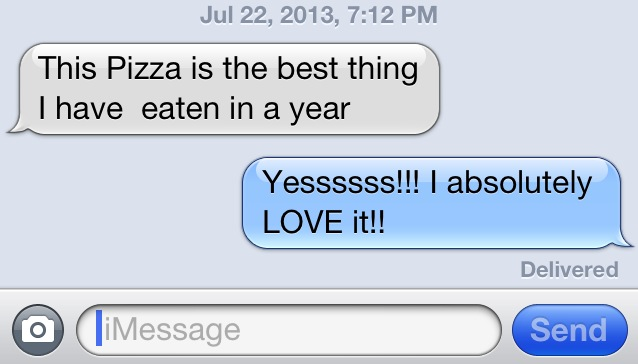 Jul 22, 2013, 7:12 PM
This Pizza is the best thing
I have  eaten in a year
Yessssss!!! I absolutely
LOVE it!!
Delivered
iMessage
Send